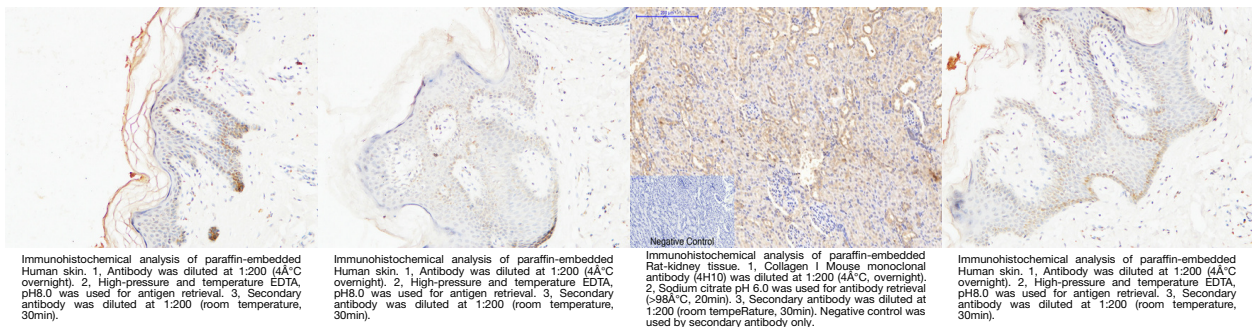 Immunohistochemical analysis of paraffin-embedded
Human skin. 1, Antibody was diluted at 1:200 (4Â°C
overnight). 2, High-pressure and temperature EDTA,
pH8.0 was used for antigen retrieval. 3, Secondary
antibody was diluted at 1:200 (room temperature,
30min).
Immunohistochemical analysis of paraffin-embedded
Human skin. 1, Antibody was diluted at 1:200 (4Â°C
overnight). 2, High-pressure and temperature EDTA,
pH8.0 was used for antigen retrieval. 3, Secondary
antibody was diluted at 1:200 (room temperature,
30min).
Negative Control
Immunohistochemical analysis of paraffin-embedded
Rat-kidney tissue. 1, Collagen I Mouse monoclonal
antibody (4H10) was diluted at 1:200 (4Â°C, overnight).
2, Sodium citrate pH 6.0 was used for antibody retrieval
(>98Â°C, 20min). 3, Secondary antibody was diluted at
1:200 (room tempeRature, 30min). Negative control was
used by secondary antibody only.
Immunohistochemical analysis of paraffin-embedded
Human skin. 1, Antibody was diluted at 1:200 (4Â°C
overnight). 2, High-pressure and temperature EDTA,
pH8.0 was used for antigen retrieval. 3, Secondary
antibody was diluted at 1:200 (room temperature,
30min).